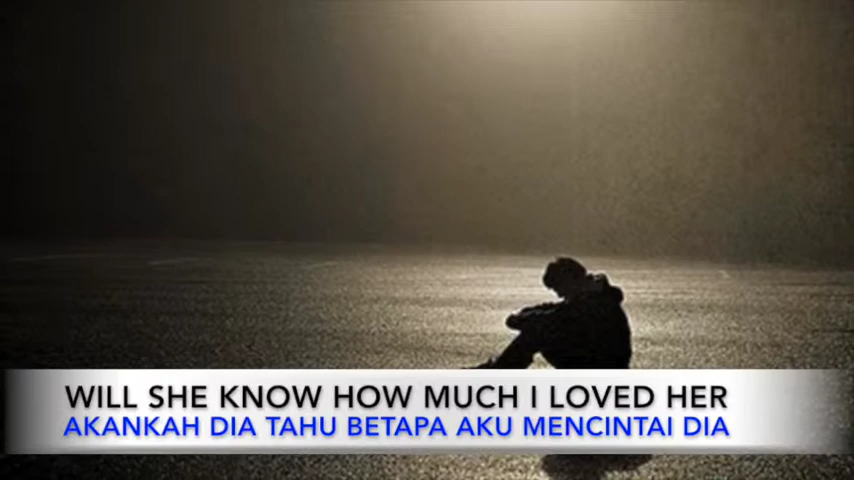 WILL SHE KNOW HOW MUCH I LOVED HER
AKANKAH DIA TAHU BETAPA AKU MENCINTAI DIA